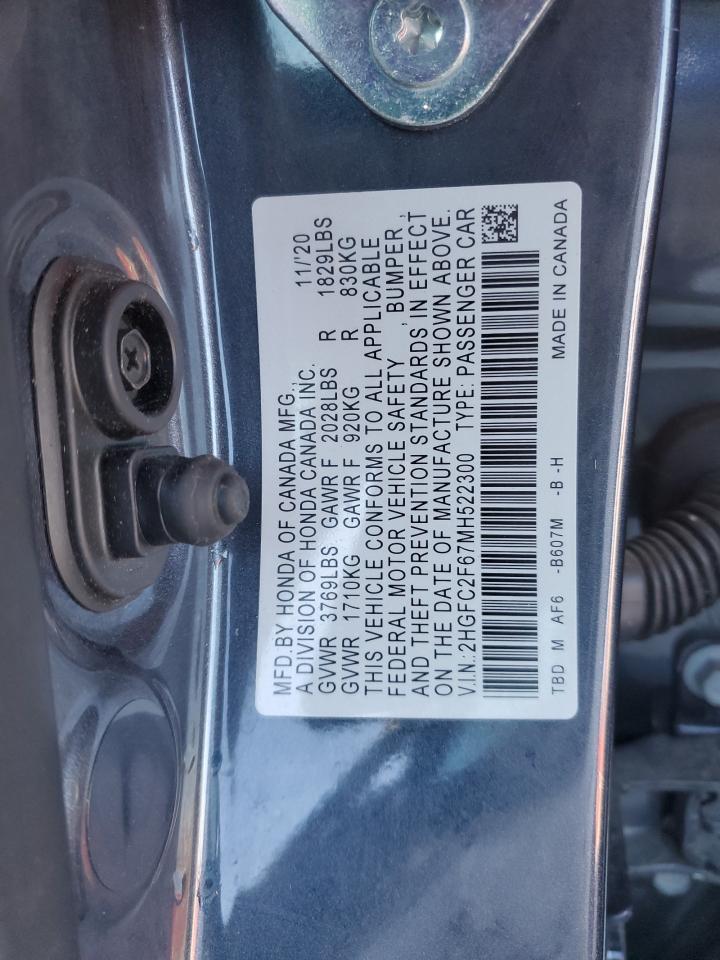 MFD.BY HONDA OF CANADA MFG.,
A DIVISION OF HONDA CANADA INC. 11/'20
GVWR 3769LBS GAWR F 2028LBS R 1829LBS
GVWR 1710KG GAWR F 920KG R 830KG
THIS VEHICLE CONFORMS TO ALL APPLICABLE
FEDERAL MOTOR VEHICLE SAFETY , BUMPER ,
AND THEFT PREVENTION STANDARDS IN EFFECT
ON THE DATE OF MANUFACTURE SHOWN ABOVE.
V.I.N.:2HGFC2F67MH522300 TYPE: PASSENGER CAR
TBD M AF6 -B607M -B -H MADE IN CANADA